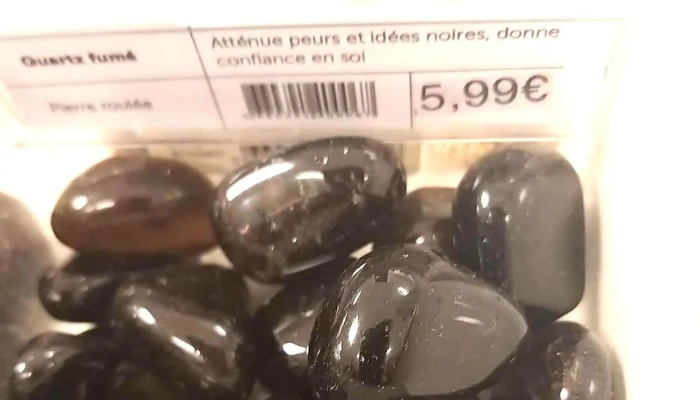 Quartz fumé
Atténue peurs et idées noires, donne
confiance en soi
Pierre roulée
5,99€